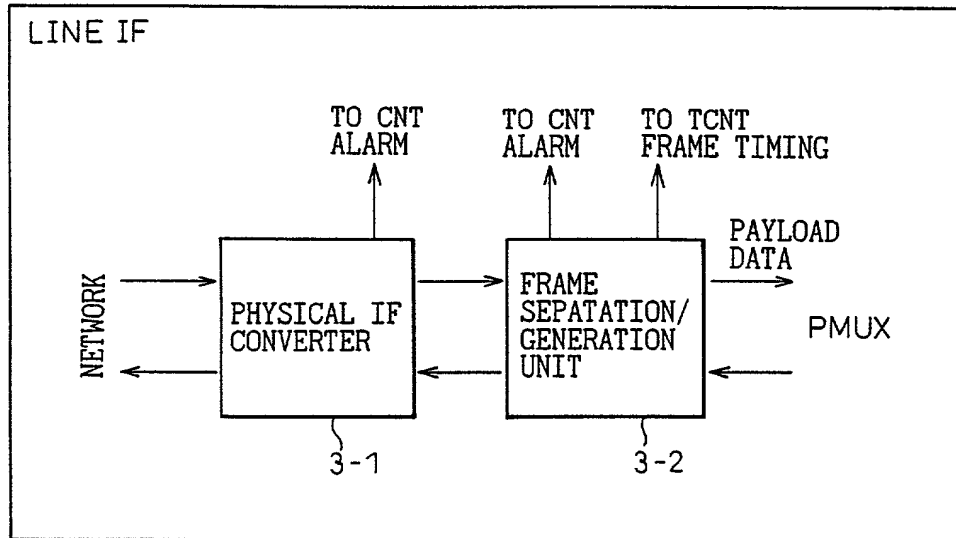 LINE IF
TO CNT
ALARM
TO CNT
ALARM
TO TCNT
FRAME TIMING
NETWORK
PHYSICAL IF
CONVERTER
FRAME
SEPATATION/
GENERATION
UNIT
PAYLOAD
DATA
PMUX
3-1
3-2